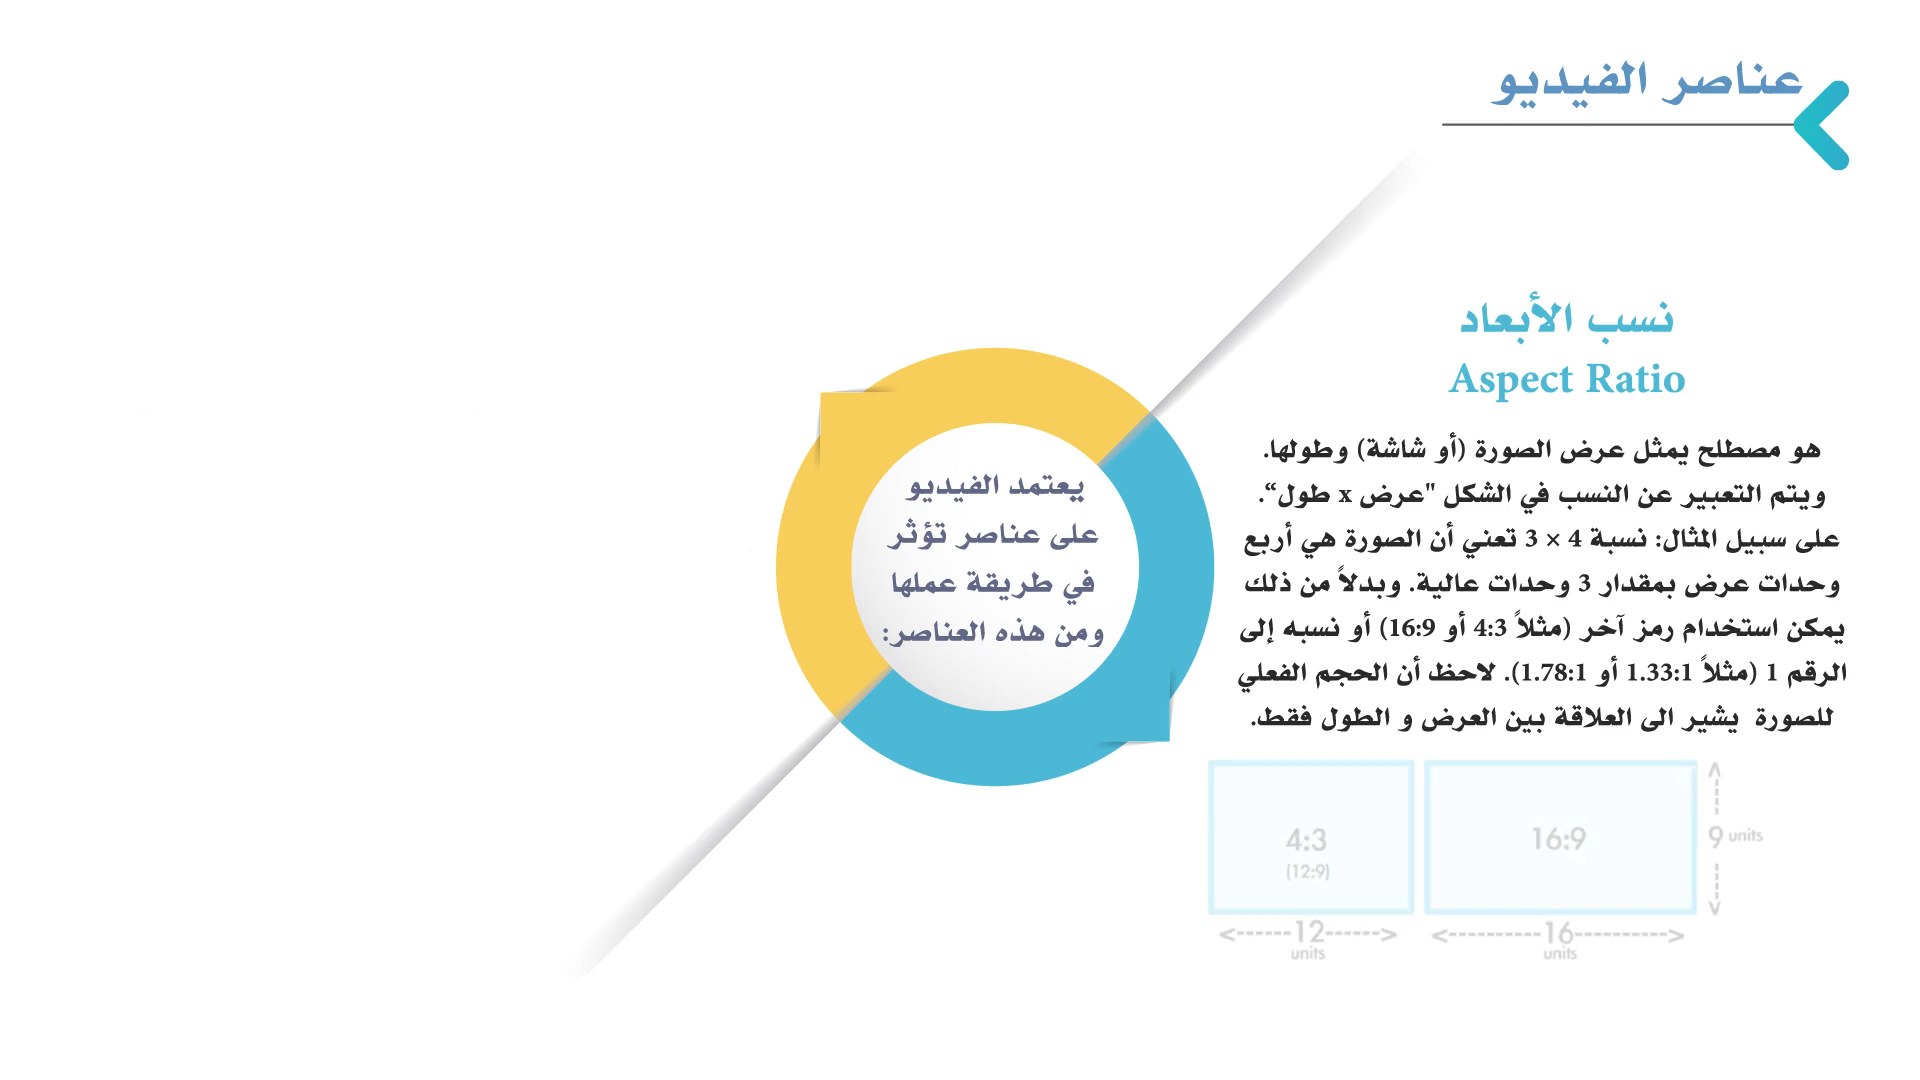 عناصر الفيديو
نسب الأبعاد
Aspect Ratio
هو مصطلح يمثل عرض الصورة (أو شاشة) وطولها.
ويتم التعبير عن النسب في الشكل "عرض x طول“.
على سبيل المثال: نسبة 4 × 3 تعني أن الصورة هي أربع
وحدات عرض بمقدار 3 وحدات عالية. وبدلاً من ذلك
يمكن استخدام رمز آخر (مثلاً 4:3 أو 16:9) أو نسبه إلى
الرقم 1 (مثلاً 1.33:1 أو 1.78:1). لاحظ أن الحجم الفعلي
للصورة يشير الى العلاقة بين العرض و الطول فقط.
يعتمد الفيديو
على عناصر تؤثر
في طريقة عملها
ومن هذه العناصر:
4:3
(12:9)
16:9
9 units
12
units
16
units